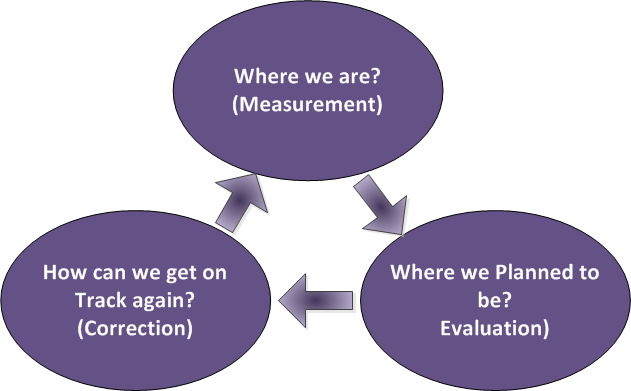 Where we are?
(Measurement)
How can we get on
Track again?
(Correction)
Where we Planned to
be?
Evaluation)